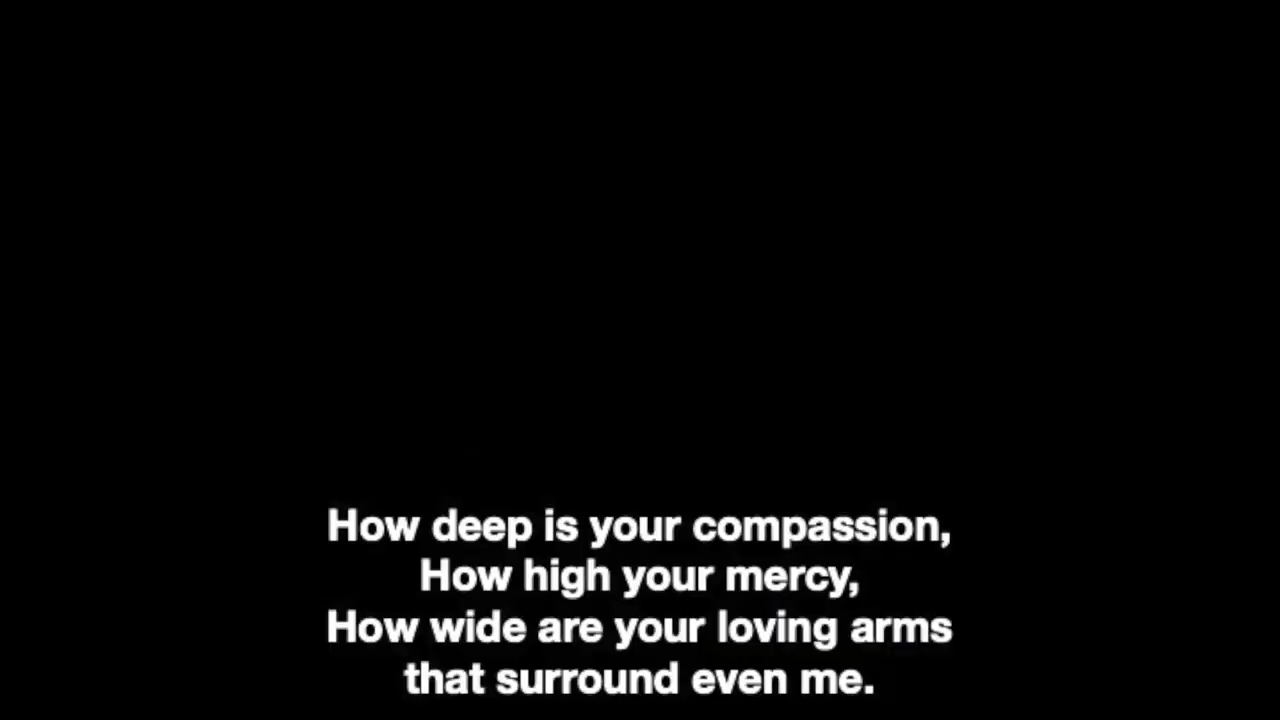 How deep is your compassion,
How high your mercy,
How wide are your loving arms
that surround even me.